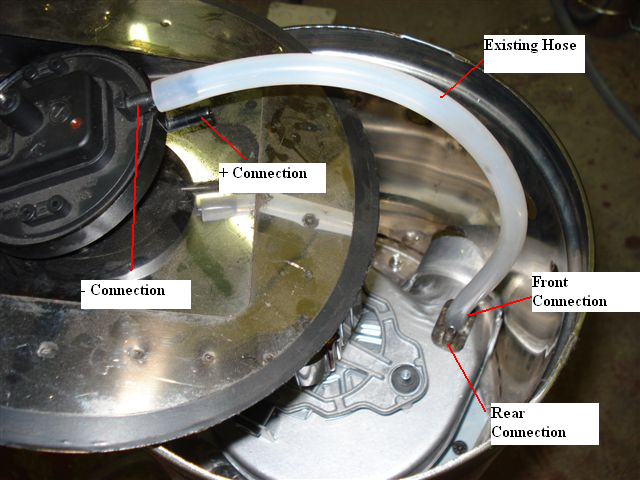 Existing Hose
+ Connection
- Connection
Front
Connection
Rear
Connection